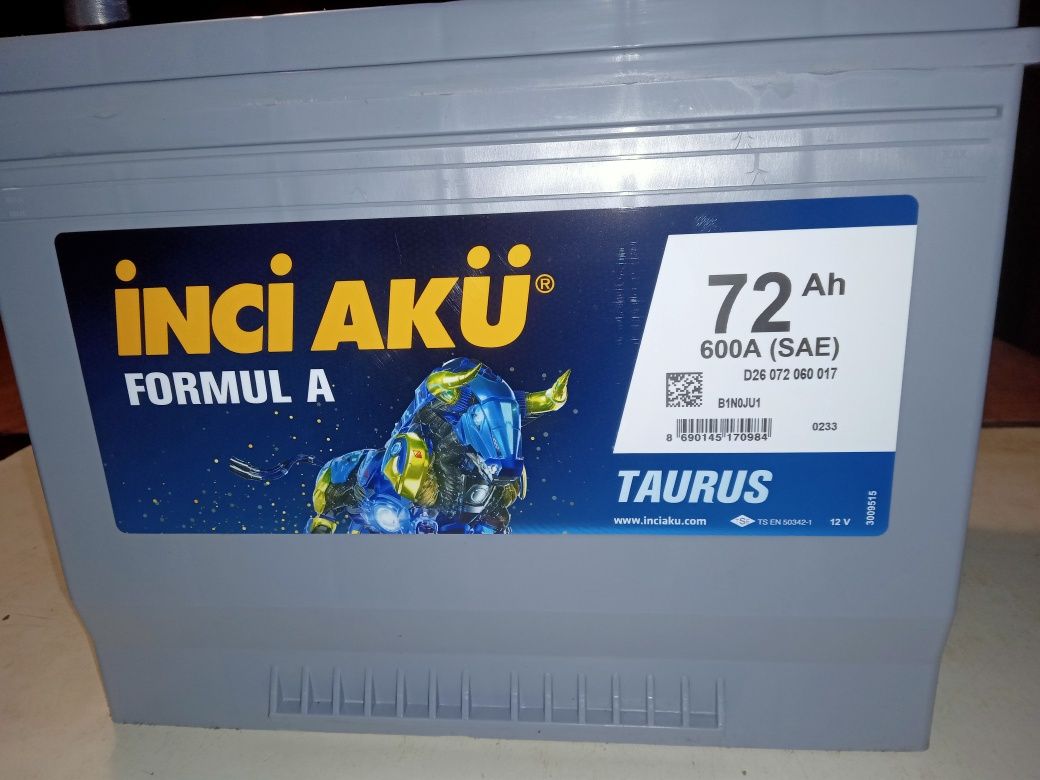 İNCİ AKÜ®
FORMUL A
72 Ah
600A (SAE)
D26 072 060 017
B1N0JU1
8 690145 170984
0233
TAURUS
www.inciaku.com
TS EN 50342-1
12 V
3009515